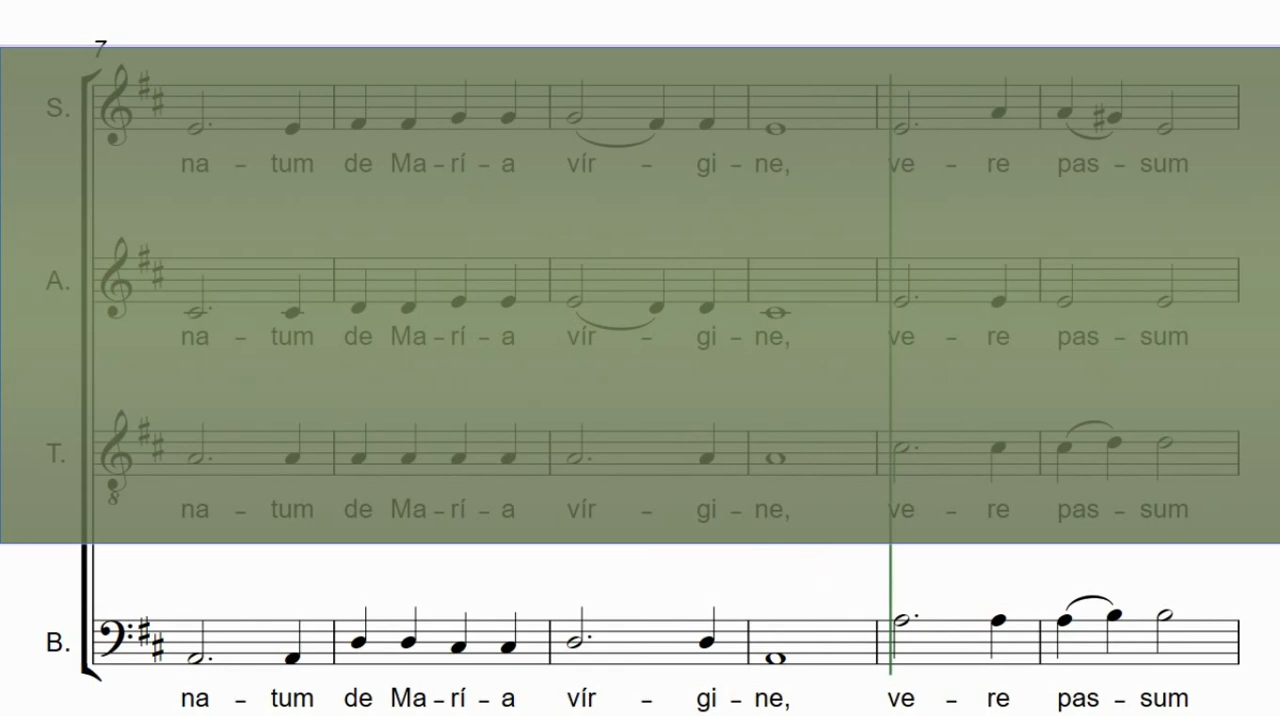 7
S.
na - tum de Ma - rí - a vír - gi - ne, ve - re pas - sum
A.
na - tum de Ma - rí - a vír - gi - ne, ve - re pas - sum
T.
8
na - tum de Ma - rí - a vír - gi - ne, ve - re pas - sum
B.
na - tum de Ma - rí - a vír - gi - ne, ve - re pas - sum